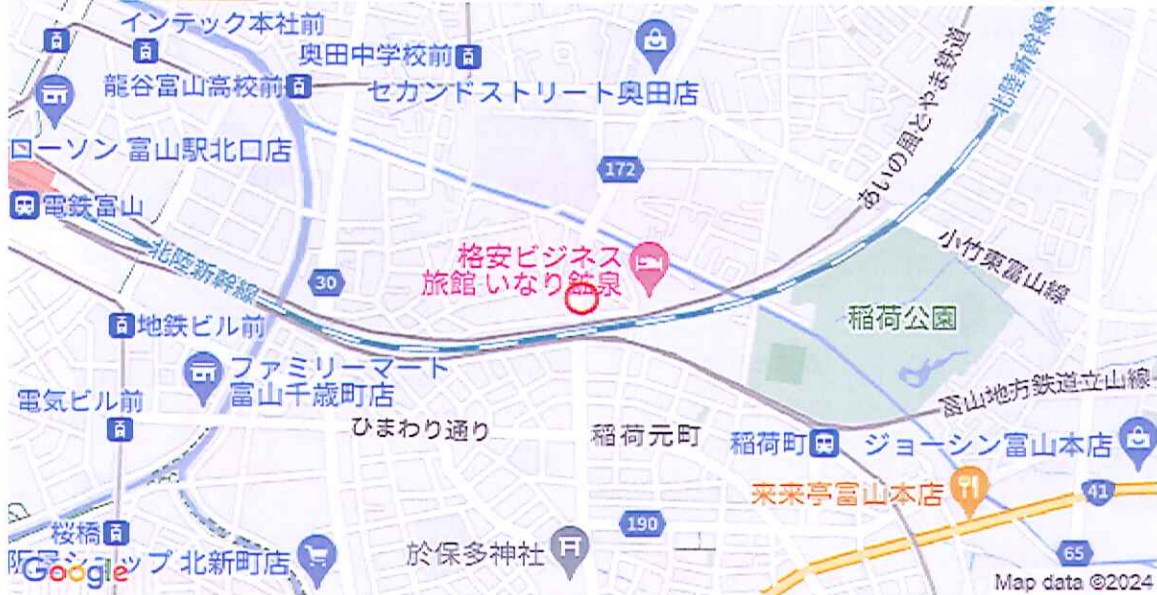 インテック本社前
奥田中学校前
龍谷富山高校前
セカンドストリート奥田店
ローソン 富山駅北口店
172
あいの風とやま鉄道
北陸新幹線
電鉄富山
北陸新幹線
30
格安ビジネス
旅館 いなり鉱泉
小竹東富山線
稲荷公園
地鉄ビル前
ファミリーマート
富山千歳町店
電気ビル前
富山地方鉄道立山線
ひまわり通り
稲荷元町
稲荷町
ジョーシン富山本店
来来亭富山本店
41
桜橋
190
65
於保多神社
ップ 北新町店
Google
Map data ©2024